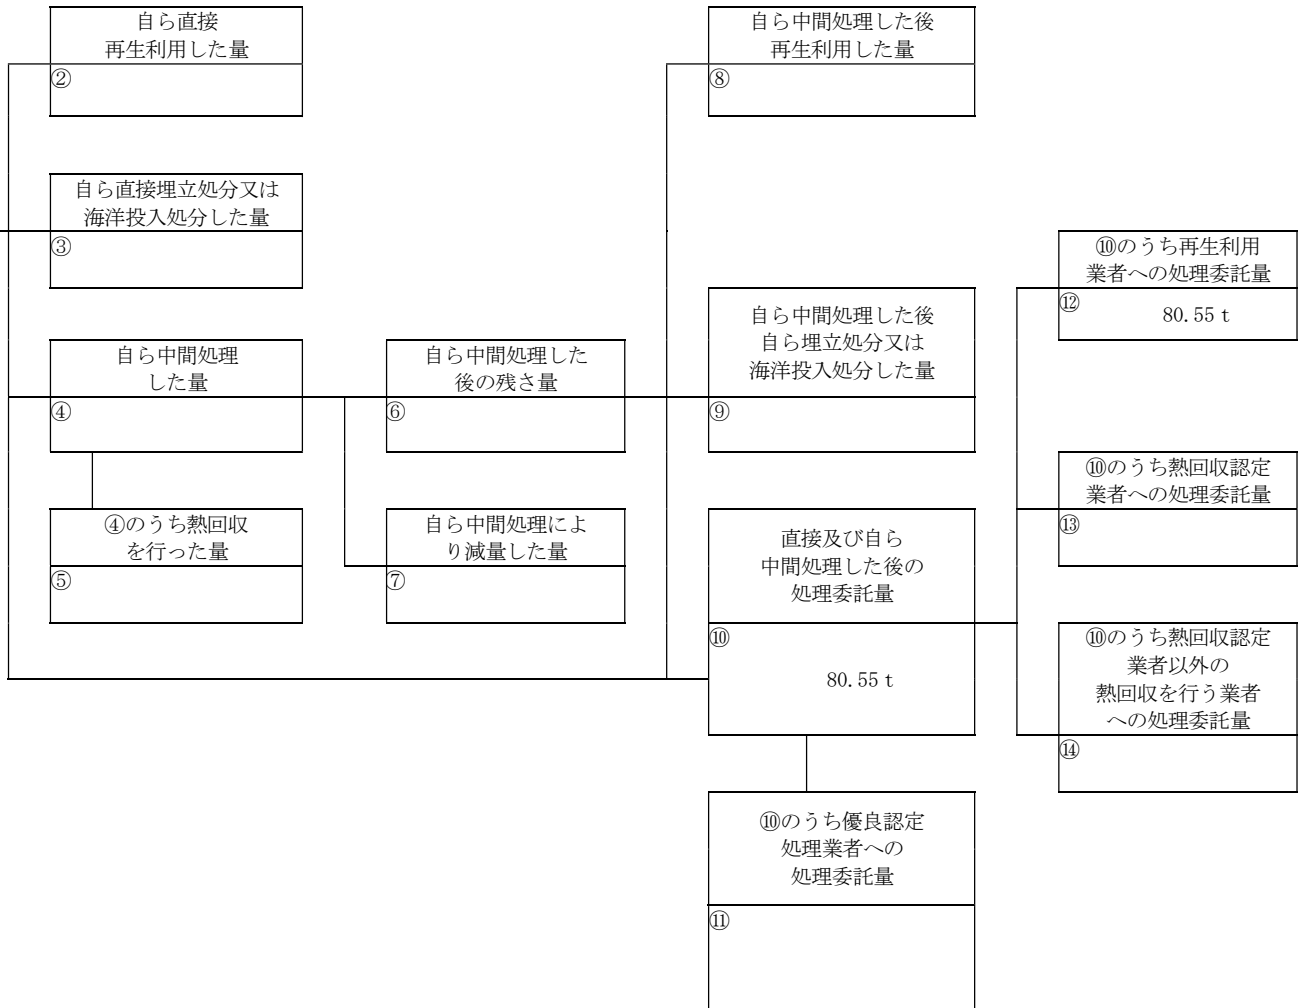 自ら直接
再生利用した量
②
自ら中間処理した後
再生利用した量
⑧
自ら直接埋立処分又は
海洋投入処分した量
③
⑩のうち再生利用
業者への処理委託量
⑫
80.55 t
自ら中間処理した後
自ら埋立処分又は
海洋投入処分した量
⑨
自ら中間処理
した量
④
自ら中間処理した
後の残さ量
⑥
⑩のうち熱回収認定
業者への処理委託量
⑬
④のうち熱回収
を行った量
⑤
自ら中間処理によ
り減量した量
⑦
直接及び自ら
中間処理した後の
処理委託量
⑩
80.55 t
⑩のうち熱回収認定
業者以外の
熱回収を行う業者
への処理委託量
⑭
⑩のうち優良認定
処理業者への
処理委託量
⑪